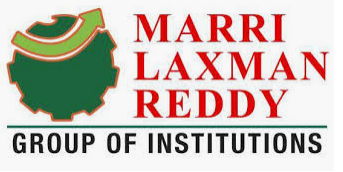 MARRI
LAXMAN
REDDY
GROUP OF INSTITUTIONS